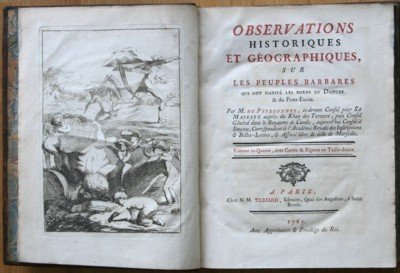 OBSERVATIONS
HISTORIQUES
ET GÉOGRAPHIQUES,
SUR
LES PEUPLES BARBARES
QUI ONT HABITÉ LES BORDS DU DANUBE
& du Pont-Euxin.
Par M. DE PEYSSONNEL, ci-devant Consul pour SA
MAJESTÉ auprès du Khan des Tartares, puis Consul
Général dans le Royaume de Candie, aujourd'hui Consul à
Smyrne, Correspondant de l'Académie Royale des Inscriptions
& Belles-Lettres, & Associé libre de celle de Marseille.
Volume in-Quarto, avec Cartes & Figures en Taille-douce.
A PARIS,
Chez N. M. TILLIARD, Libraire, Quai des Augustins, à Saint
Benoît.
1765.
Avec Approbation & Privilége du Roi.